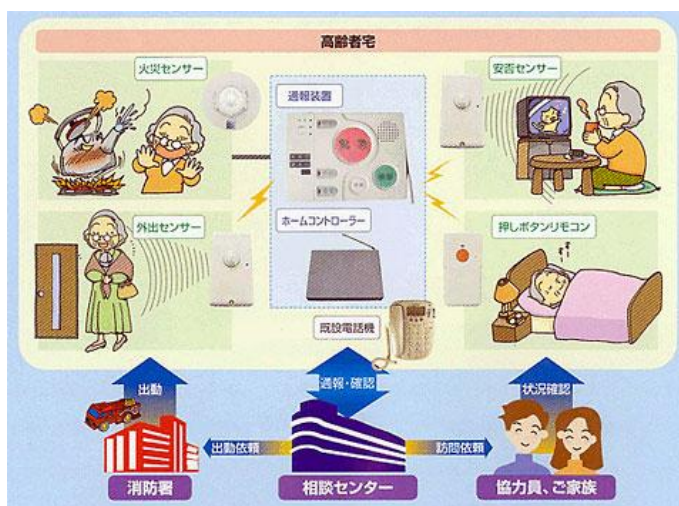 高齢者宅
火災センサー
通報装置
安否センサー
緊急
外出センサー
ホームコントローラー
押しボタンリモコン
既設電話機
出動
通報・確認
状況確認
出動依頼
訪問依頼
消防署
相談センター
協力員、ご家族